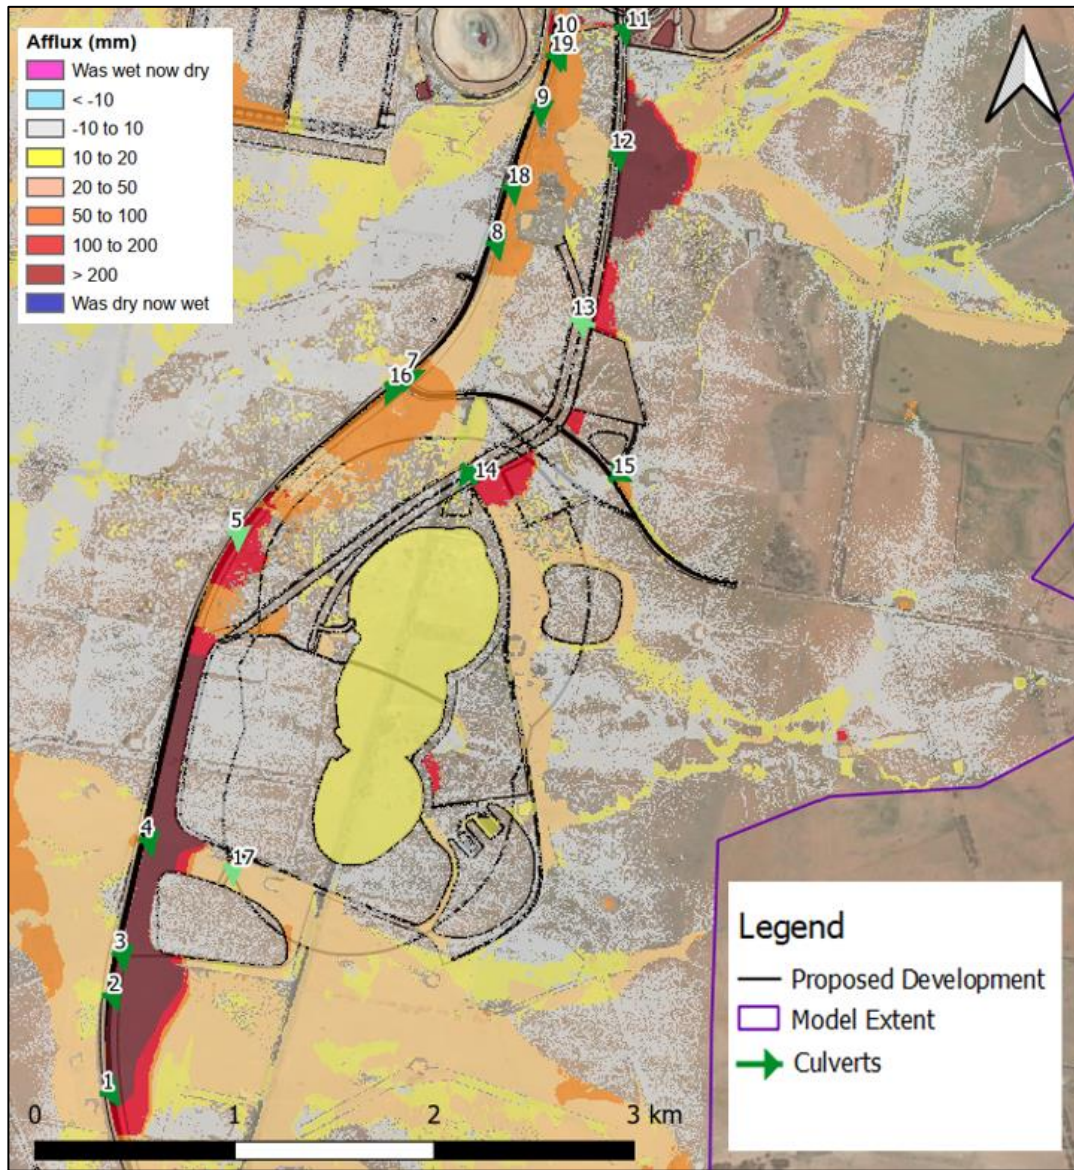 Afflux (mm)
Was wet now dry
< -10
-10 to 10
10 to 20
20 to 50
50 to 100
100 to 200
> 200
Was dry now wet
10
11
19.
9
12
18
8
13
7
16
14
15
5
4
17
3
2
1
0 1 2 3 km
Legend
Proposed Development
Model Extent
Culverts